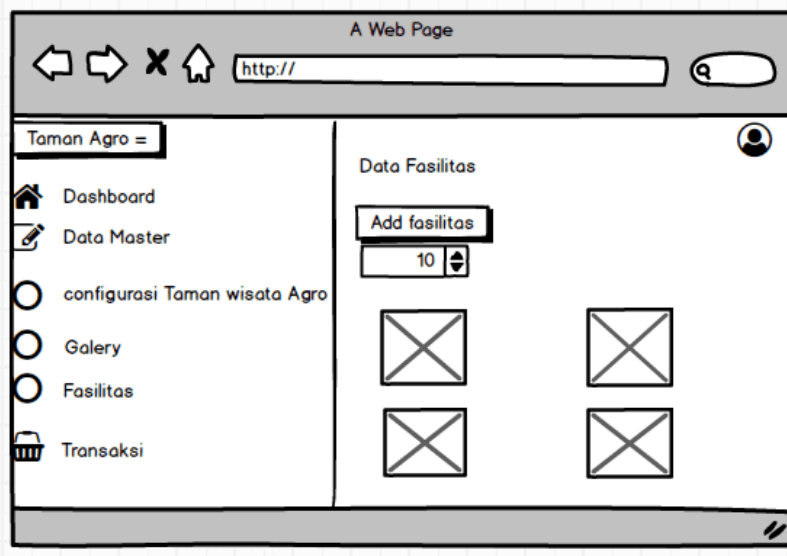 A Web Page
http://
Taman Agro =
Dashboard
Data Master
configurasi Taman wisata Agro
Galery
Fasilitas
Transaksi
Data Fasilitas
Add fasilitas
10